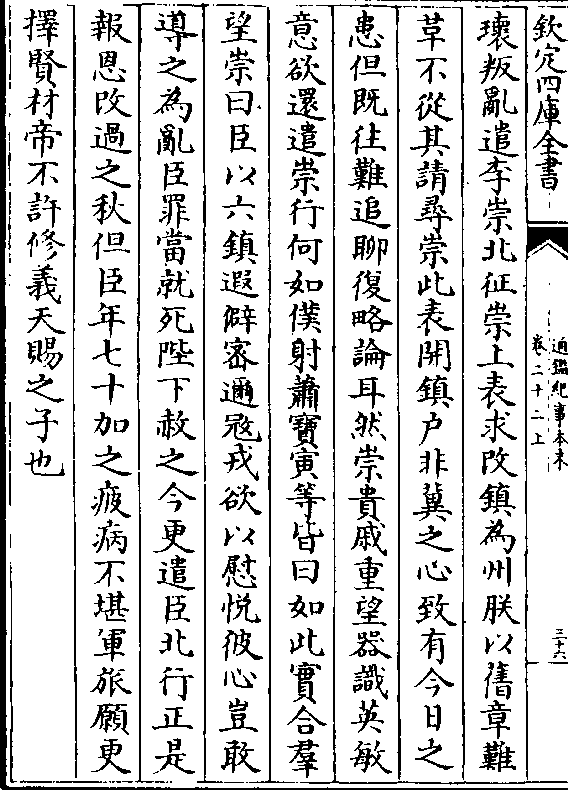 欽定四庫全書
通鑑紀事本末
卷二十二上
三十六
瓌叛亂遣李崇北征崇上表求改鎮為州朕以舊章難
革不從其請尋崇此表開鎮户非冀之心致有今日之
患但既往難追聊復略論耳然崇貴戚重望器識英敏
意欲還遣崇行何如僕射蕭寶寅等皆曰如此實合羣
望崇曰臣以六鎮遐僻密邇寇戎欲以慰悦彼心豈敢
導之為亂臣罪當就死陛下赦之今更遣臣北行正是
報恩改過之秋但臣年七十加之疲病不堪軍旅願更
擇賢材帝不許修義天賜之子也